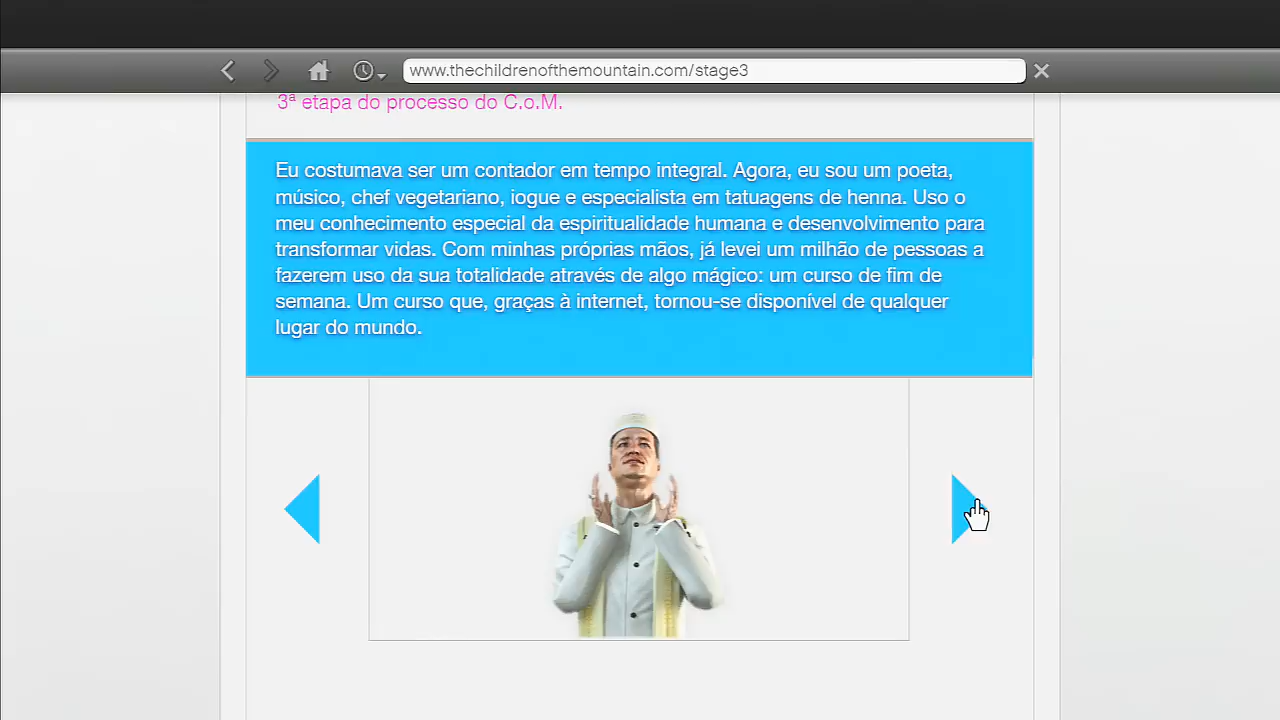 www.thechildrenofthemountain.com/stage3
3ª etapa do processo do C.o.M.
Eu costumava ser um contador em tempo integral. Agora, eu sou um poeta,
músico, chef vegetariano, iogue e especialista em tatuagens de henna. Uso o
meu conhecimento especial da espiritualidade humana e desenvolvimento para
transformar vidas. Com minhas próprias mãos, já levei um milhão de pessoas a
fazerem uso da sua totalidade através de algo mágico: um curso de fim de
semana. Um curso que, graças à internet, tornou-se disponível de qualquer
lugar do mundo.